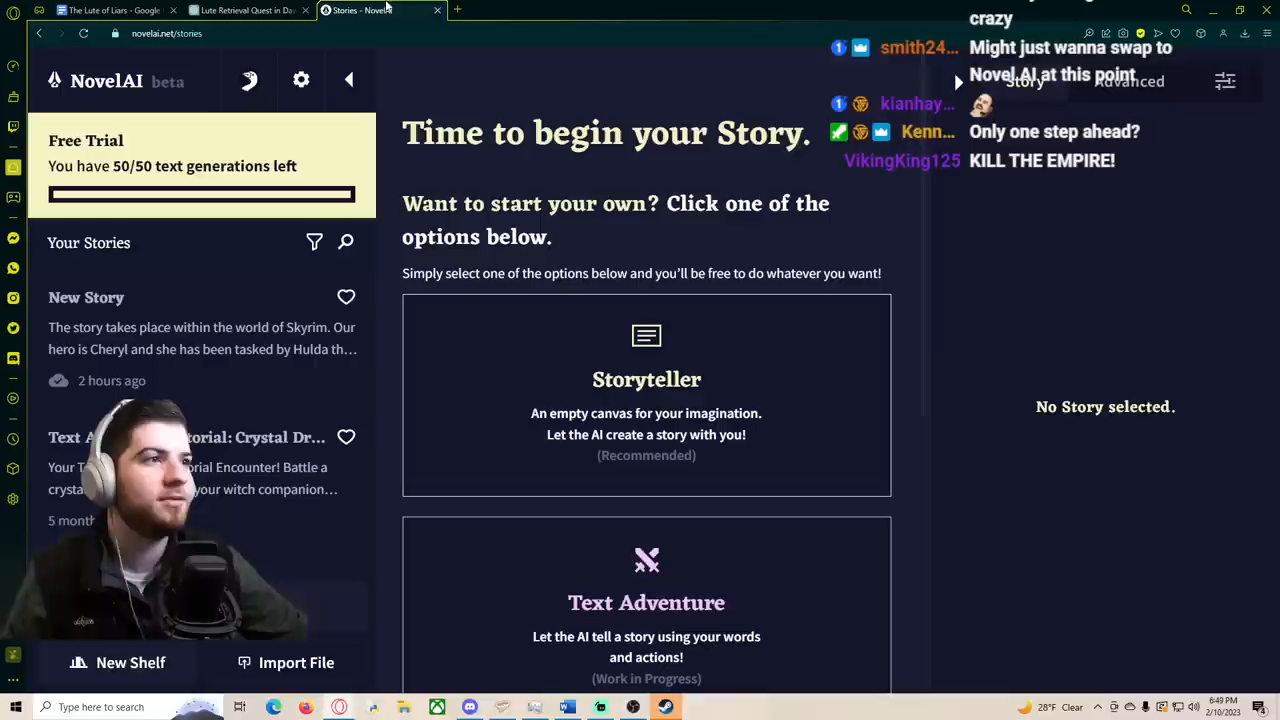 The Lute of Liars - Google
Lute Retrieval Quest in Da
Stories - Novel
novelai.net/stories
crazy
smith24... Might just wanna swap to
Novel AI at this point
kianhay...
Kenn... Only one step ahead?
VikingKing125 KILL THE EMPIRE!
NovelAI beta
Story
Advanced
Free Trial
You have 50/50 text generations left
Your Stories
New Story
The story takes place within the world of Skyrim. Our
hero is Cheryl and she has been tasked by Hulda th...
2 hours ago
Text A torial: Crystal Dr...
Your T orial Encounter! Battle a
crysta your witch companion...
5 month
New Shelf
Import File
Time to begin your Story.
Want to start your own? Click one of the
options below.
Simply select one of the options below and you'll be free to do whatever you want!
Storyteller
An empty canvas for your imagination.
Let the AI create a story with you!
(Recommended)
Text Adventure
Let the AI tell a story using your words
and actions!
(Work in Progress)
No Story selected.
Type here to search
28°F Clear
6:49 PM
2/10/2023